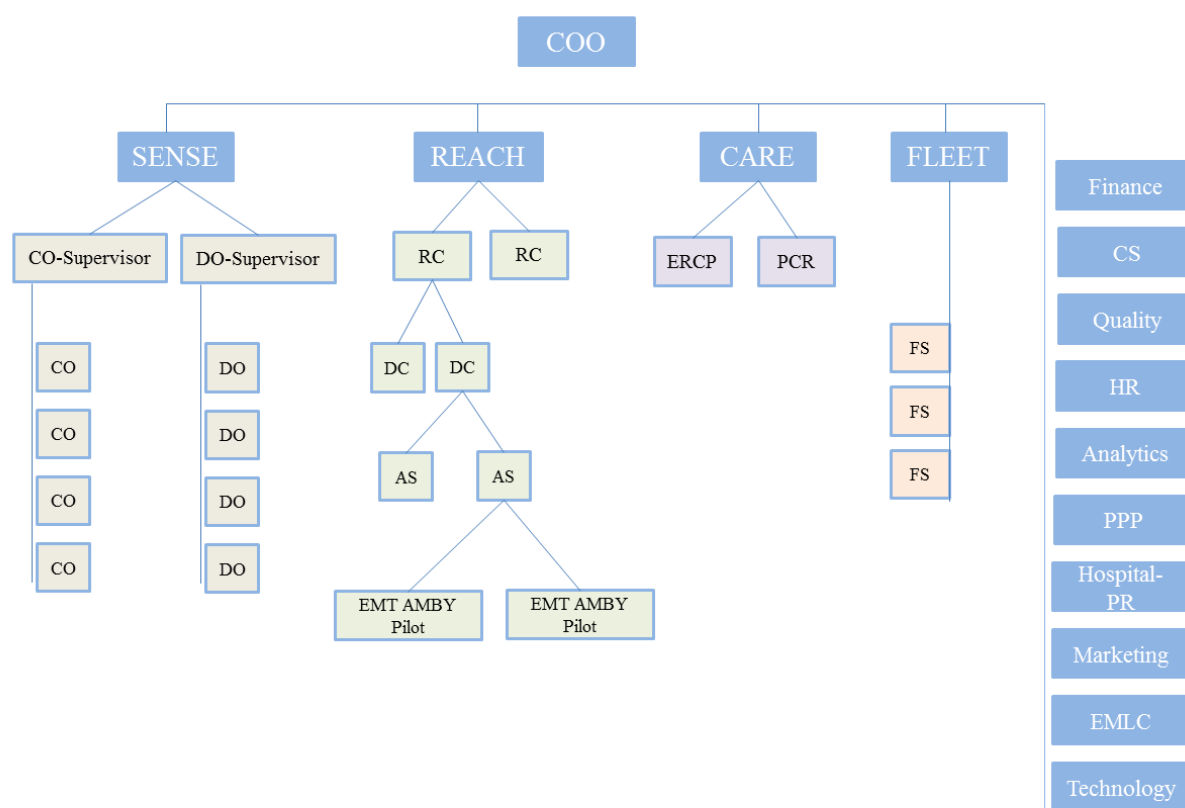 COO
SENSE
REACH
CARE
FLEET
Finance
CS
Quality
HR
Analytics
PPP
Hospital-
PR
Marketing
EMLC
Technology
CO-Supervisor
DO-Supervisor
CO
CO
CO
CO
DO
DO
DO
DO
RC
RC
DC
DC
AS
AS
EMT AMBY
Pilot
EMT AMBY
Pilot
ERCP
PCR
FS
FS
FS